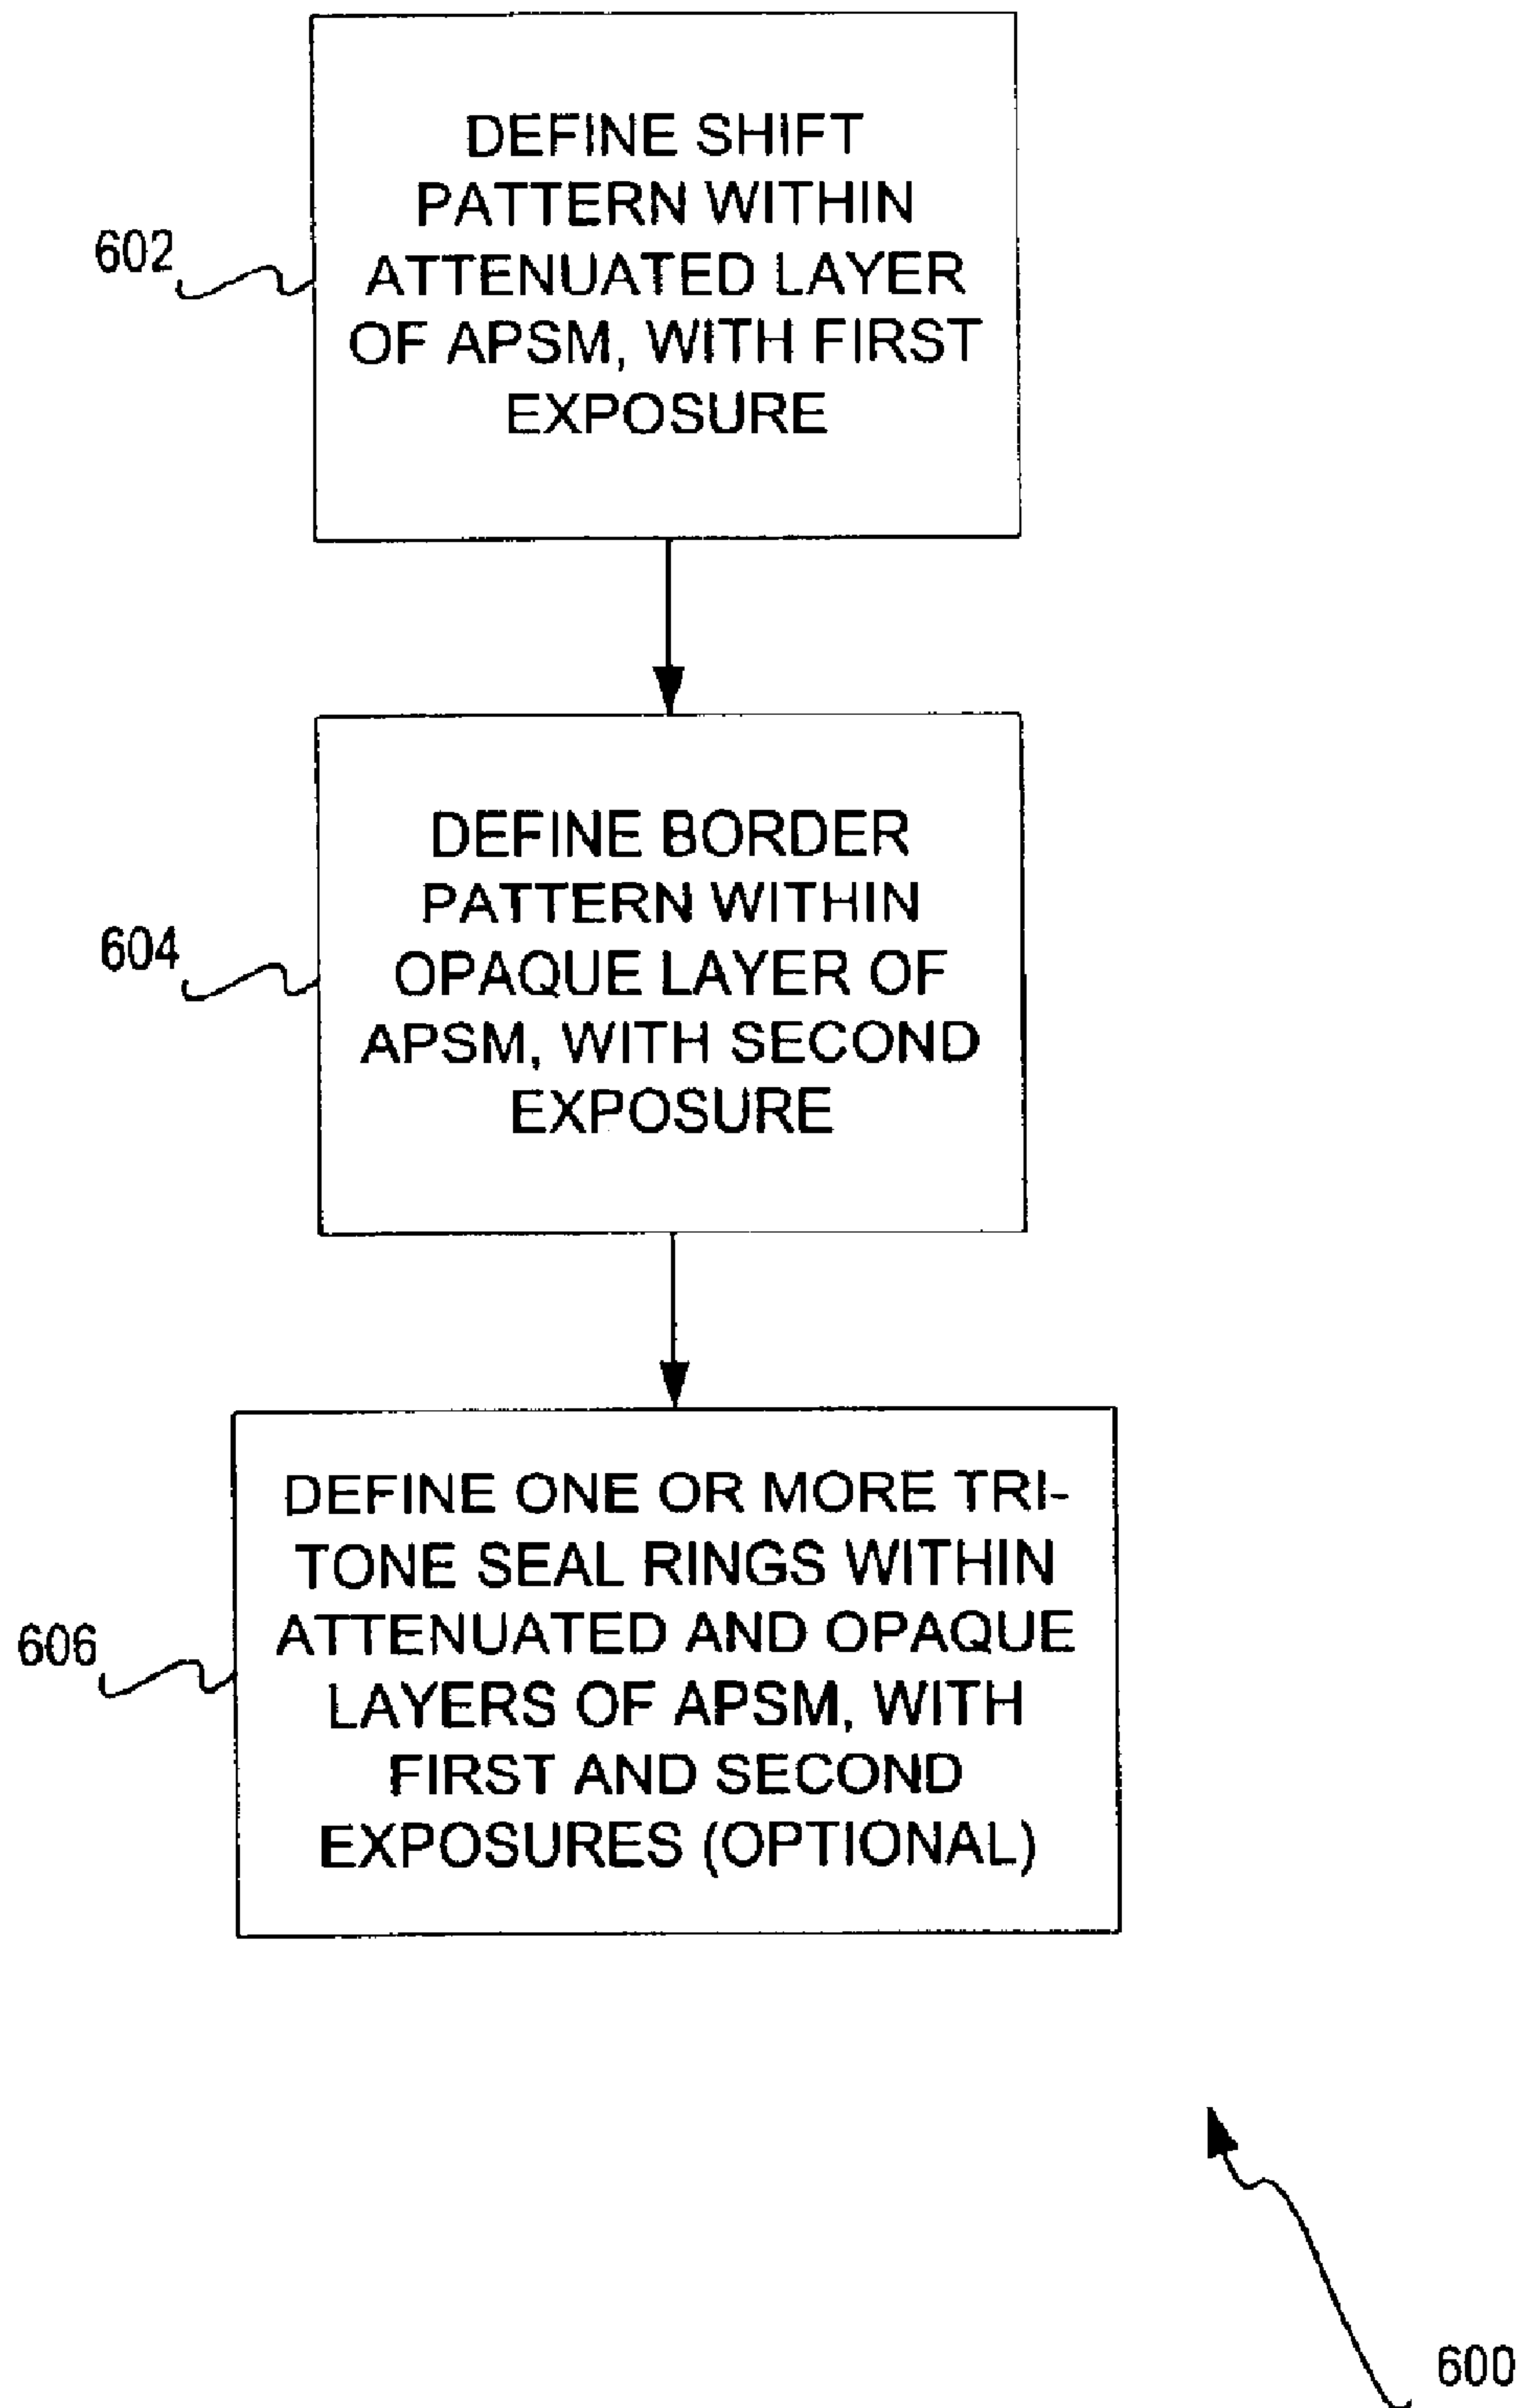 602
DEFINE SHIFT
PATTERN WITHIN
ATTENUATED LAYER
OF APSM, WITH FIRST
EXPOSURE
604
DEFINE BORDER
PATTERN WITHIN
OPAQUE LAYER OF
APSM, WITH SECOND
EXPOSURE
606
DEFINE ONE OR MORE TRI-
TONE SEAL RINGS WITHIN
ATTENUATED AND OPAQUE
LAYERS OF APSM, WITH
FIRST AND SECOND
EXPOSURES (OPTIONAL)
600